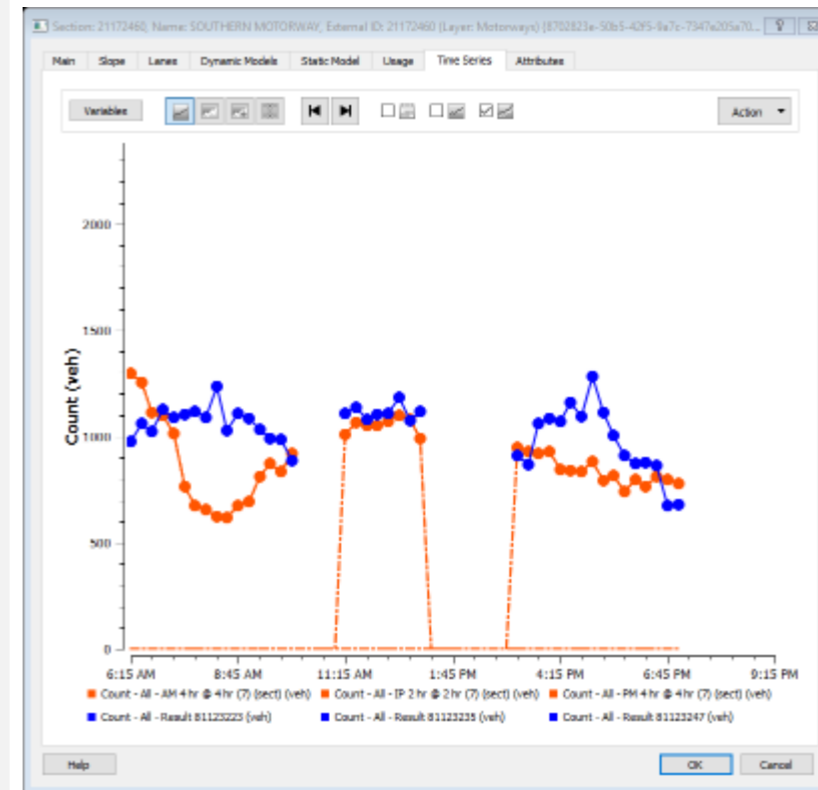 Section: 21172460, Name: SOUTHERN MOTORWAY, External ID: 21172460 (Layer: Motorways)
Main Slope Lanes Dynamic Models Static Model Usage Time Series Attributes
Variables Action
2000
1500
1000
500
0
Count (veh)
6:15 AM 8:45 AM 11:15 AM 1:45 PM 4:15 PM 6:45 PM 9:15 PM
Count - All - AM 4 hr @ 4 hr (7) (sect) (veh) Count - All - IP 2 hr @ 2 hr (7) (sect) (veh) Count - All - PM 4 hr @ 4 hr (7) (sect) (veh)
Count - All - Result 81123223 (veh) Count - All - Result 81123235 (veh) Count - All - Result 81123247 (veh)
Help OK Cancel